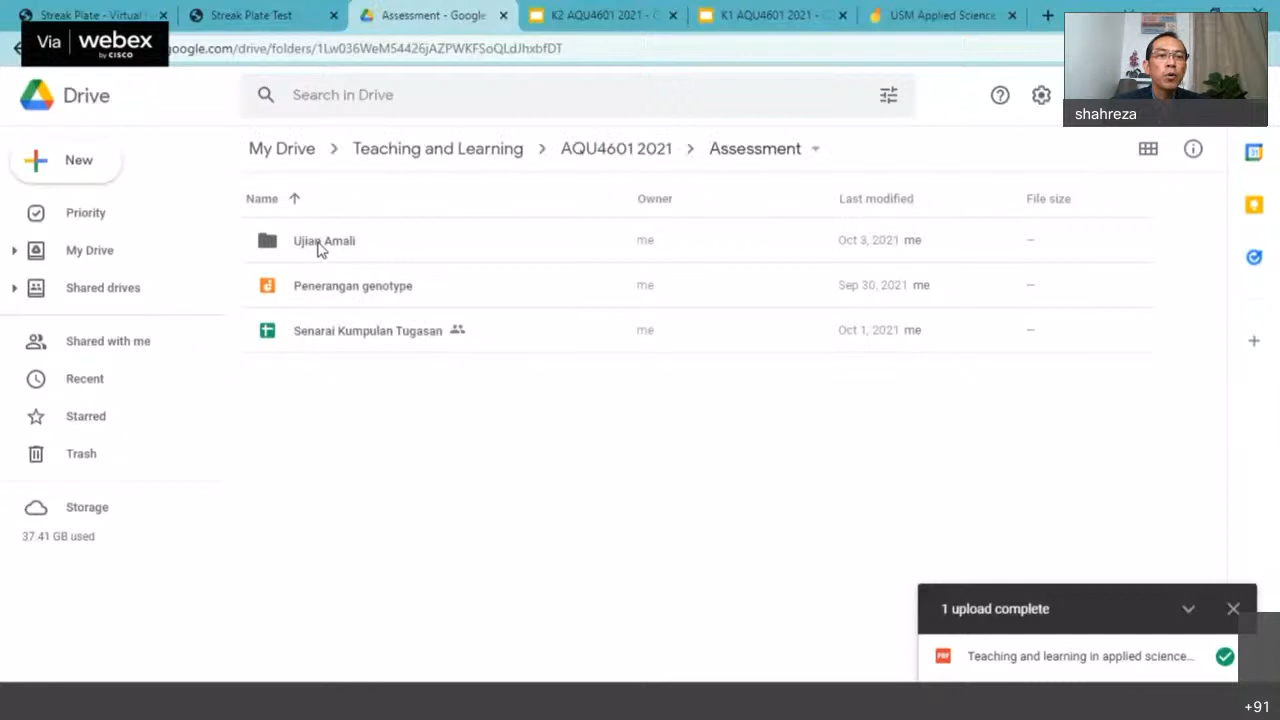 Streak Plate - Virtual
Streak Plate Test
Assessment - Google
K2 AQU4601 2021 -
K1 AQU4601 2021 -
USM Applied Science
Via webex
by CISCO
google.com/drive/folders/1Lw036WeM54426jAZPWKFSoQLdJhxbfDT
Drive
Search in Drive
shahreza
New
My Drive > Teaching and Learning > AQU4601 2021 > Assessment
Name
Owner
Last modified
File size
Priority
My Drive
Shared drives
Shared with me
Recent
Starred
Trash
Storage
37.41 GB used
Ujian Amali
me
Oct 3, 2021 me
–
Penerangan genotype
me
Sep 30, 2021 me
–
Senarai Kumpulan Tugasan
me
Oct 1, 2021 me
–
31
1 upload complete
PDF
Teaching and learning in applied science...
+91